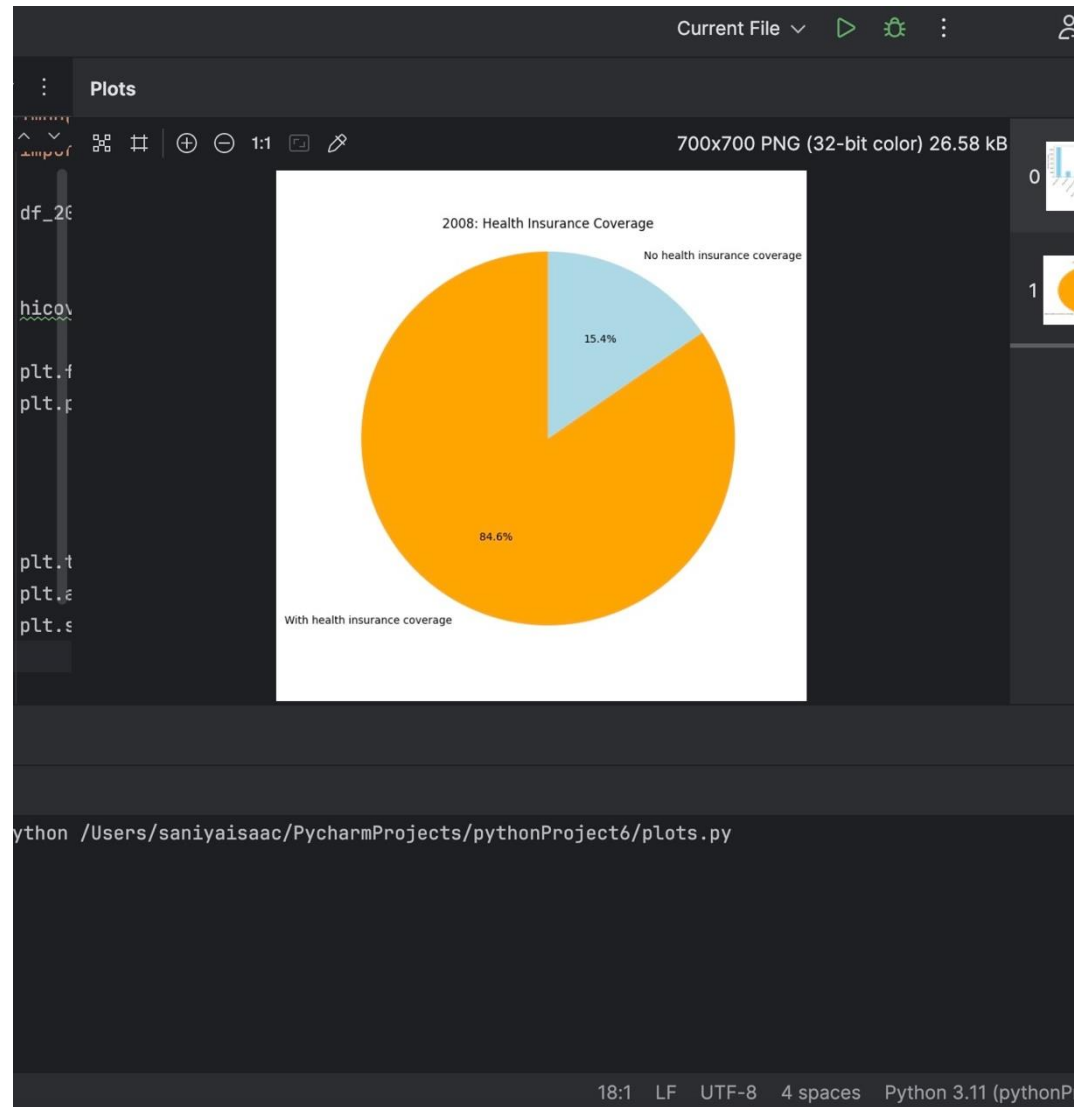 Current File
Plots
1:1
700x700 PNG (32-bit color) 26.58 kB
0
df_20
2008: Health Insurance Coverage
No health insurance coverage
1
hicov
15.4%
plt.f
plt.p
84.6%
plt.t
plt.a
plt.s
With health insurance coverage
ython /Users/saniyaisaac/PycharmProjects/pythonProject6/plots.py
18:1 LF UTF-8 4 spaces Python 3.11 (pythonP